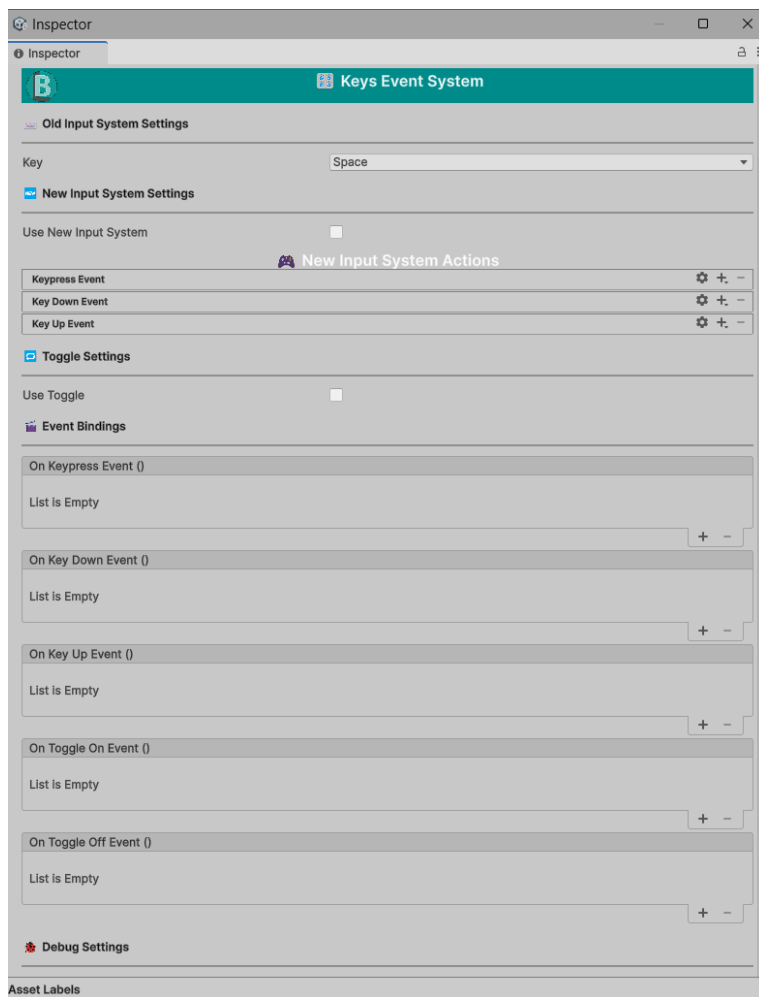 Inspector
Inspector
B Keys Event System
Old Input System Settings
Key Space
New Input System Settings
Use New Input System
New Input System Actions
Keypress Event
Key Down Event
Key Up Event
Toggle Settings
Use Toggle
Event Bindings
On Keypress Event ()
List is Empty
On Key Down Event ()
List is Empty
On Key Up Event ()
List is Empty
On Toggle On Event ()
List is Empty
On Toggle Off Event ()
List is Empty
Debug Settings
Asset Labels